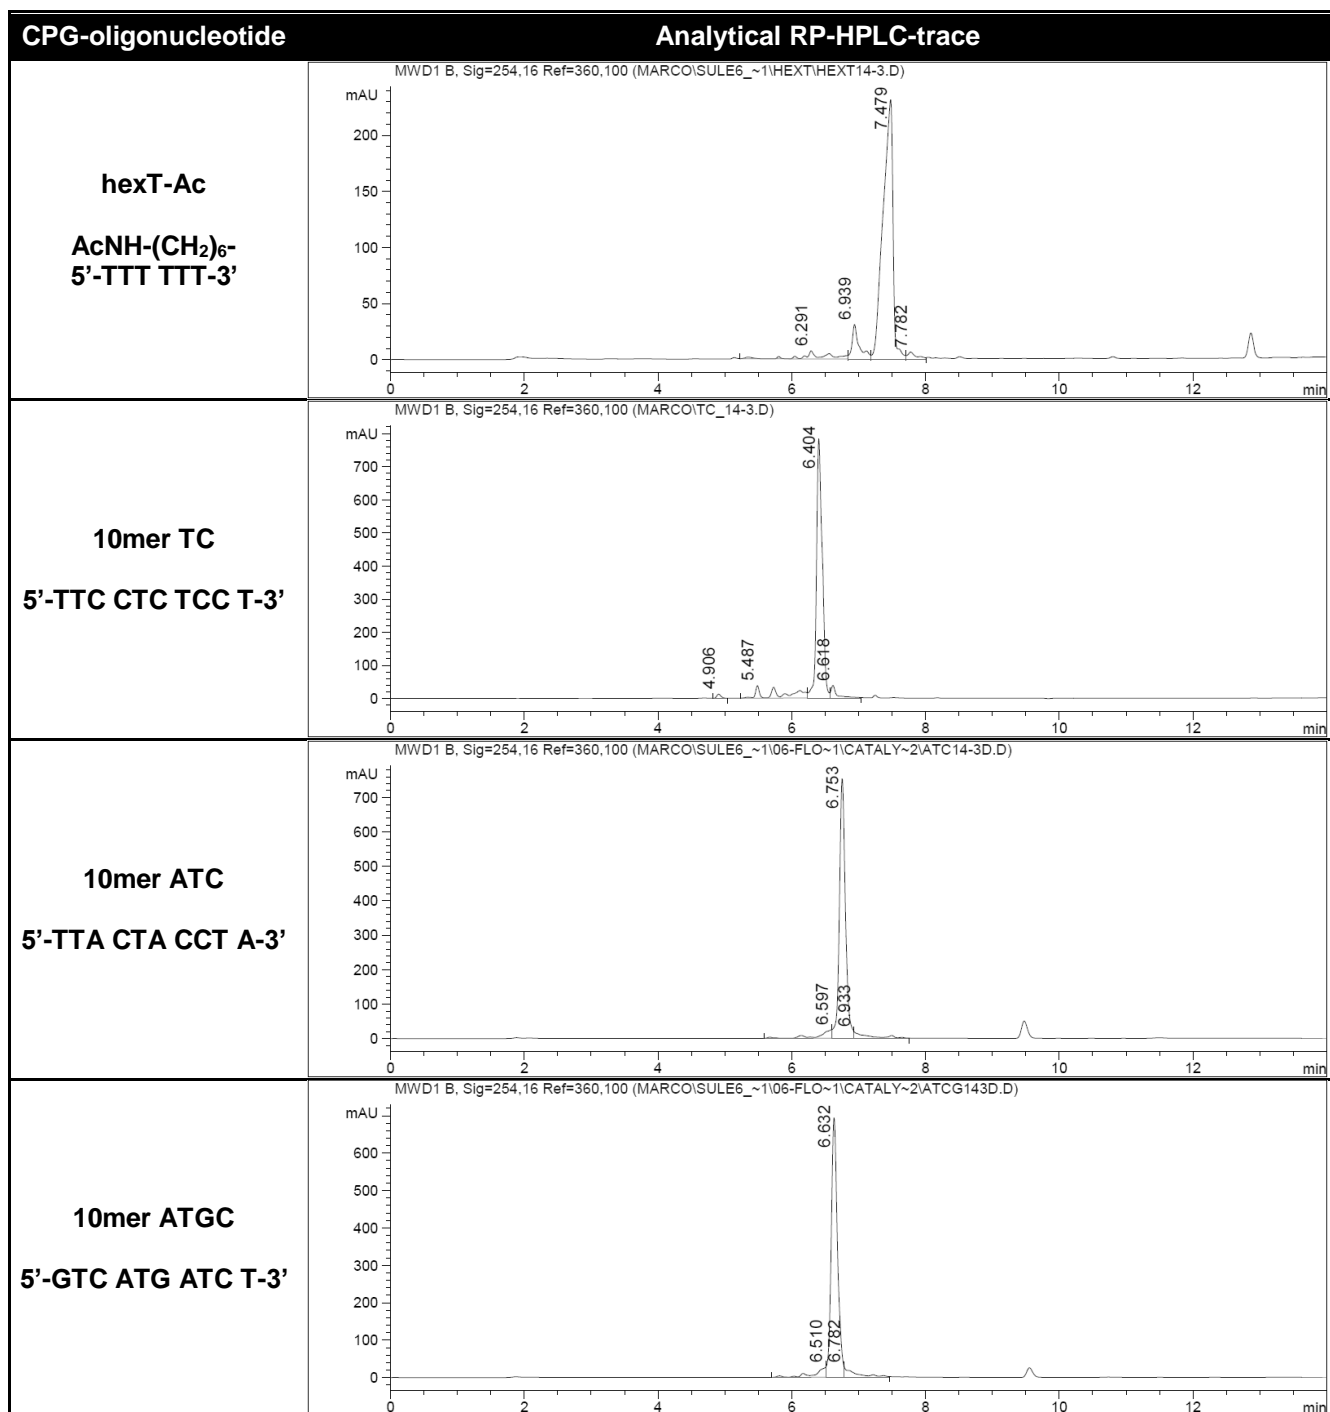 CPG-oligonucleotide Analytical RP-HPLC-trace
hexT-Ac
AcNH-(CH₂)₆-
5’-TTT TTT-3’
MWD1 B, Sig=254,16 Ref=360,100 (MARCO\SULE6_~1\HEXT\HEXT14-3.D)
mAU
200
150
100
50
0
6.291
6.939
7.479
7.782
0 2 4 6 8 10 12 min
10mer TC
5’-TTC CTC TCC T-3’
MWD1 B, Sig=254,16 Ref=360,100 (MARCO\TC_14-3.D)
mAU
700
600
500
400
300
200
100
0
4.906
5.487
6.404
6.618
0 2 4 6 8 10 12 min
10mer ATC
5’-TTA CTA CCT A-3’
MWD1 B, Sig=254,16 Ref=360,100 (MARCO\SULE6_~1\06-FLO~1\CATALY~2\ATC14-3D.D)
mAU
700
600
500
400
300
200
100
0
6.597
6.753
6.933
0 2 4 6 8 10 12 min
10mer ATGC
5’-GTC ATG ATC T-3’
MWD1 B, Sig=254,16 Ref=360,100 (MARCO\SULE6_~1\06-FLO~1\CATALY~2\ATCG143D.D)
mAU
600
500
400
300
200
100
0
6.510
6.632
6.782
0 2 4 6 8 10 12 min